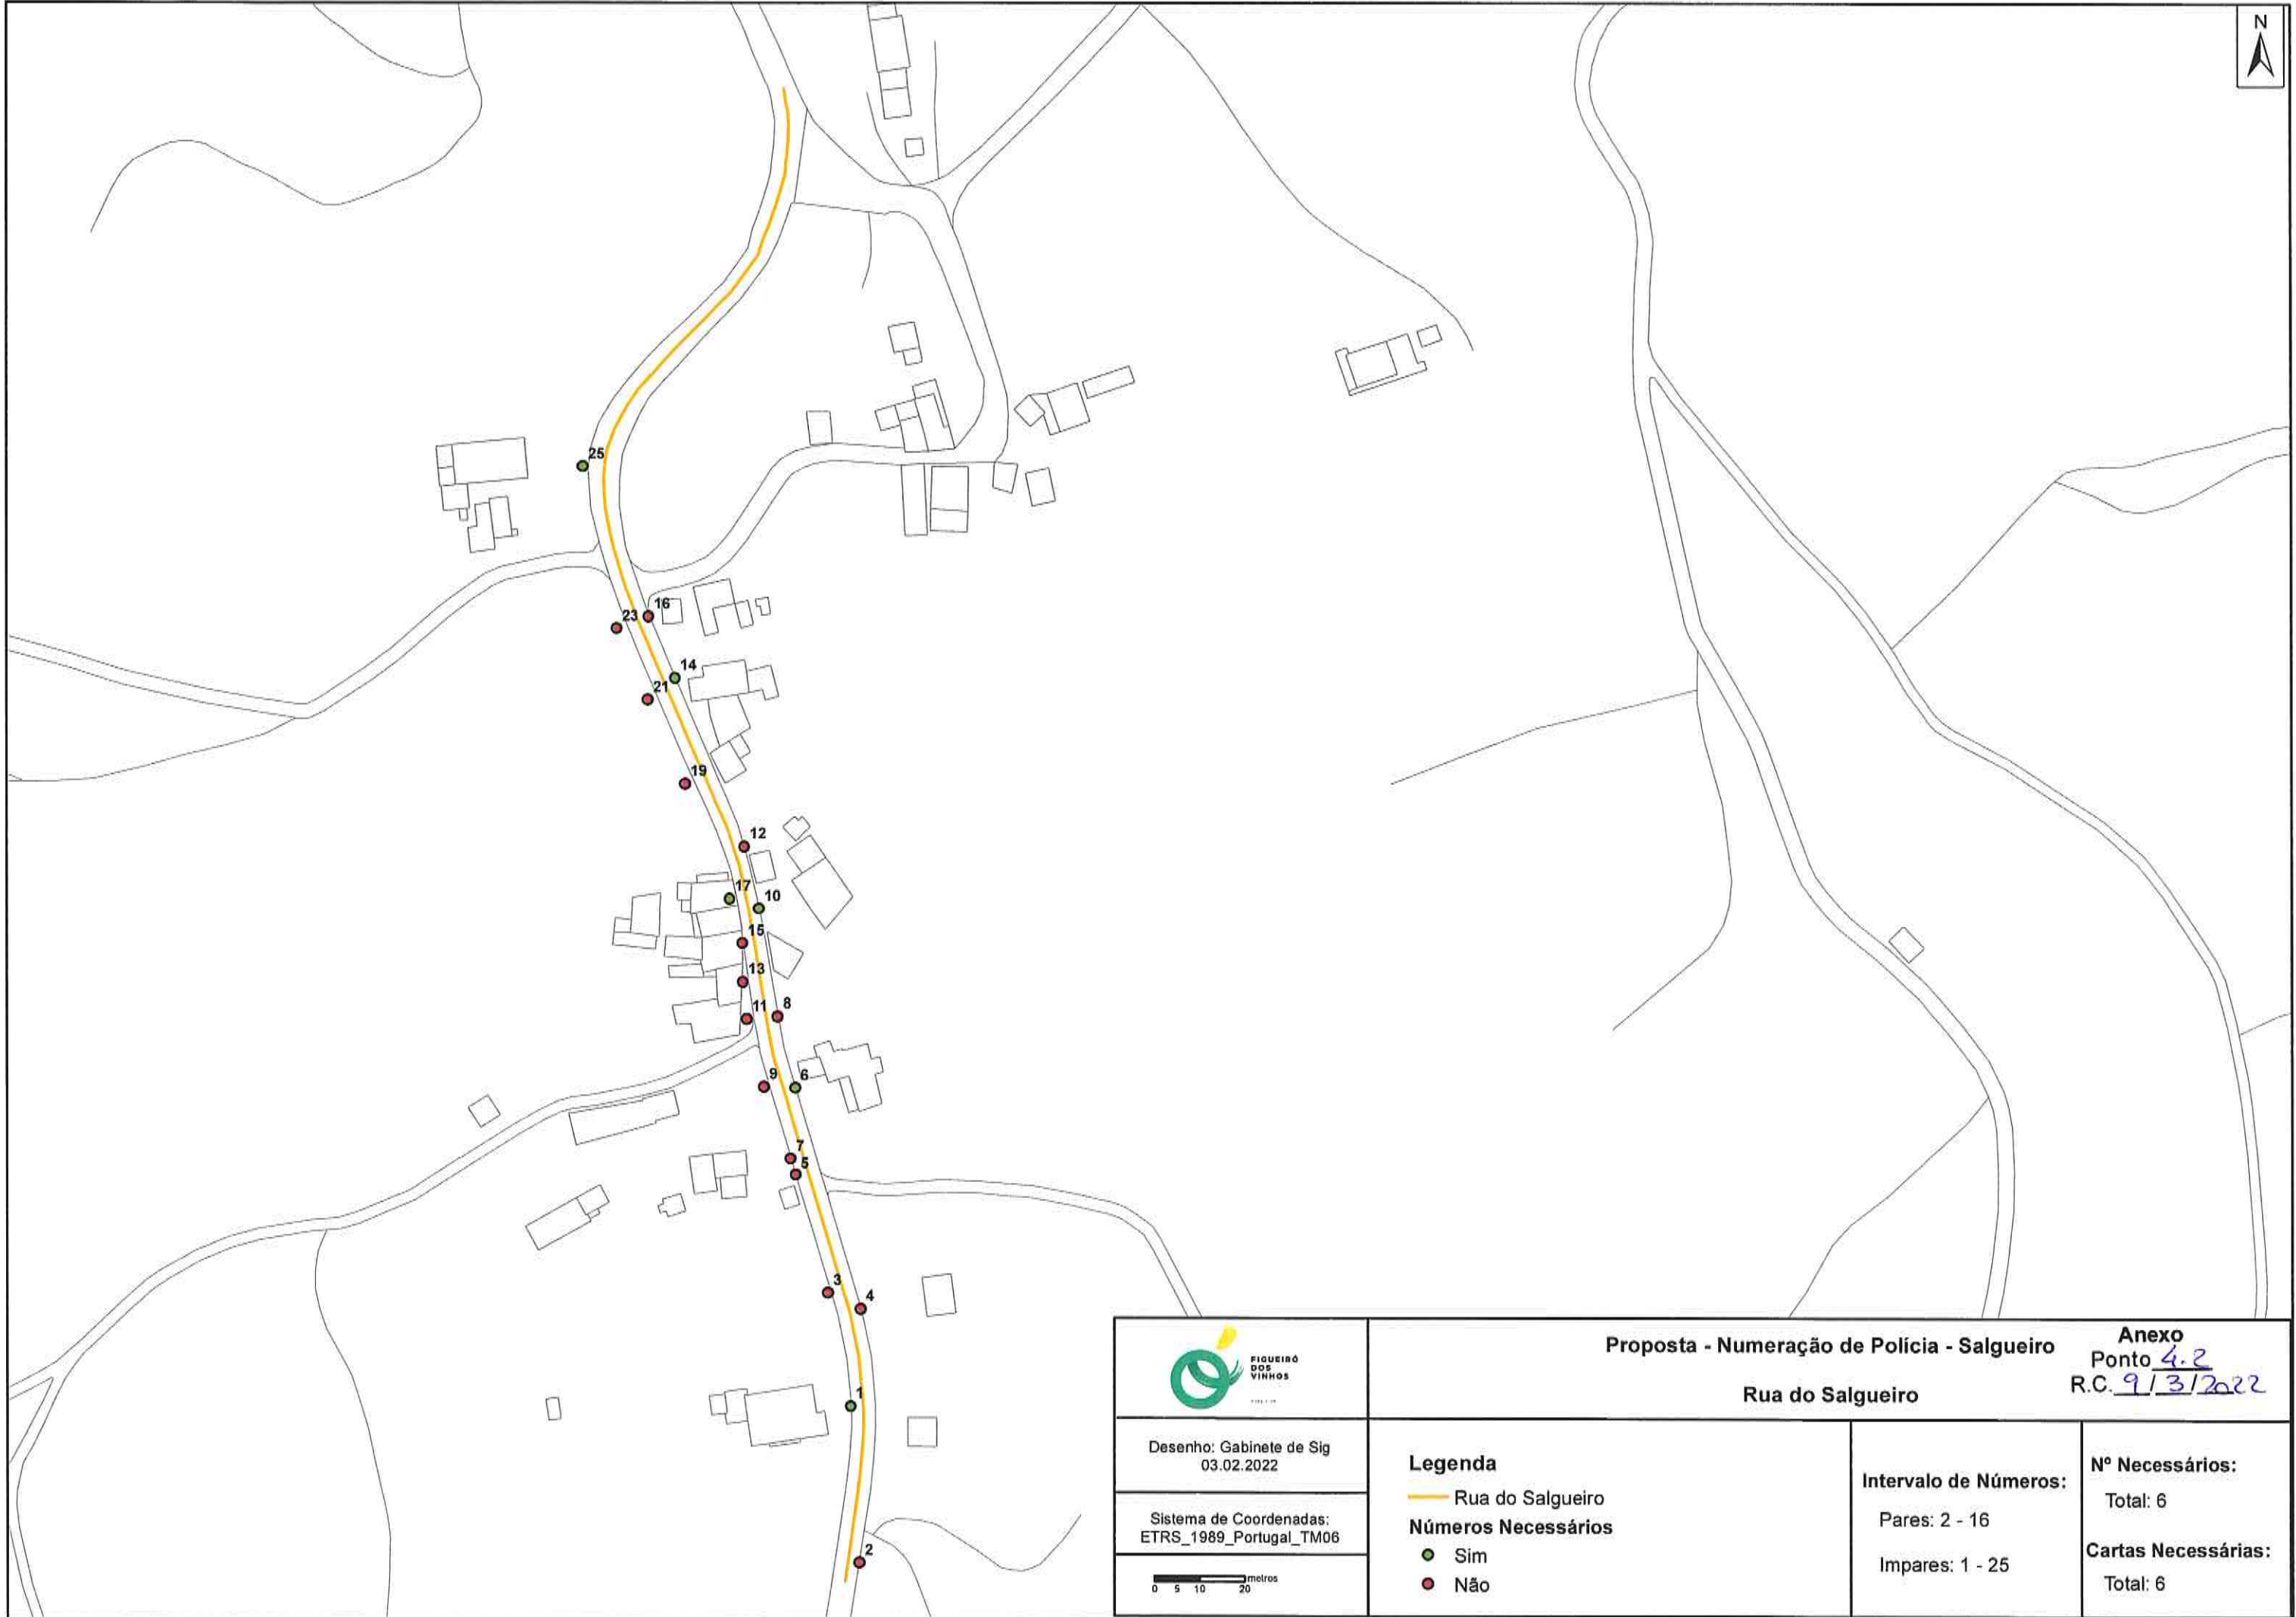 N
25
16
23
14
21
19
12
17
10
15
13
11
8
9
6
7
5
3
4
1
2
FIGUEIRÓ
DOS
VINHOS
Proposta - Numeração de Polícia - Salgueiro
Rua do Salgueiro
Anexo
Ponto 4.2
R.C. 9/3/2022
Desenho: Gabinete de Sig
03.02.2022
Sistema de Coordenadas:
ETRS_1989_Portugal_TM06
metros
0 5 10 20
Legenda
Rua do Salgueiro
Números Necessários
Sim
Não
Intervalo de Números:
Pares: 2 - 16
Impares: 1 - 25
Nº Necessários:
Total: 6
Cartas Necessárias:
Total: 6